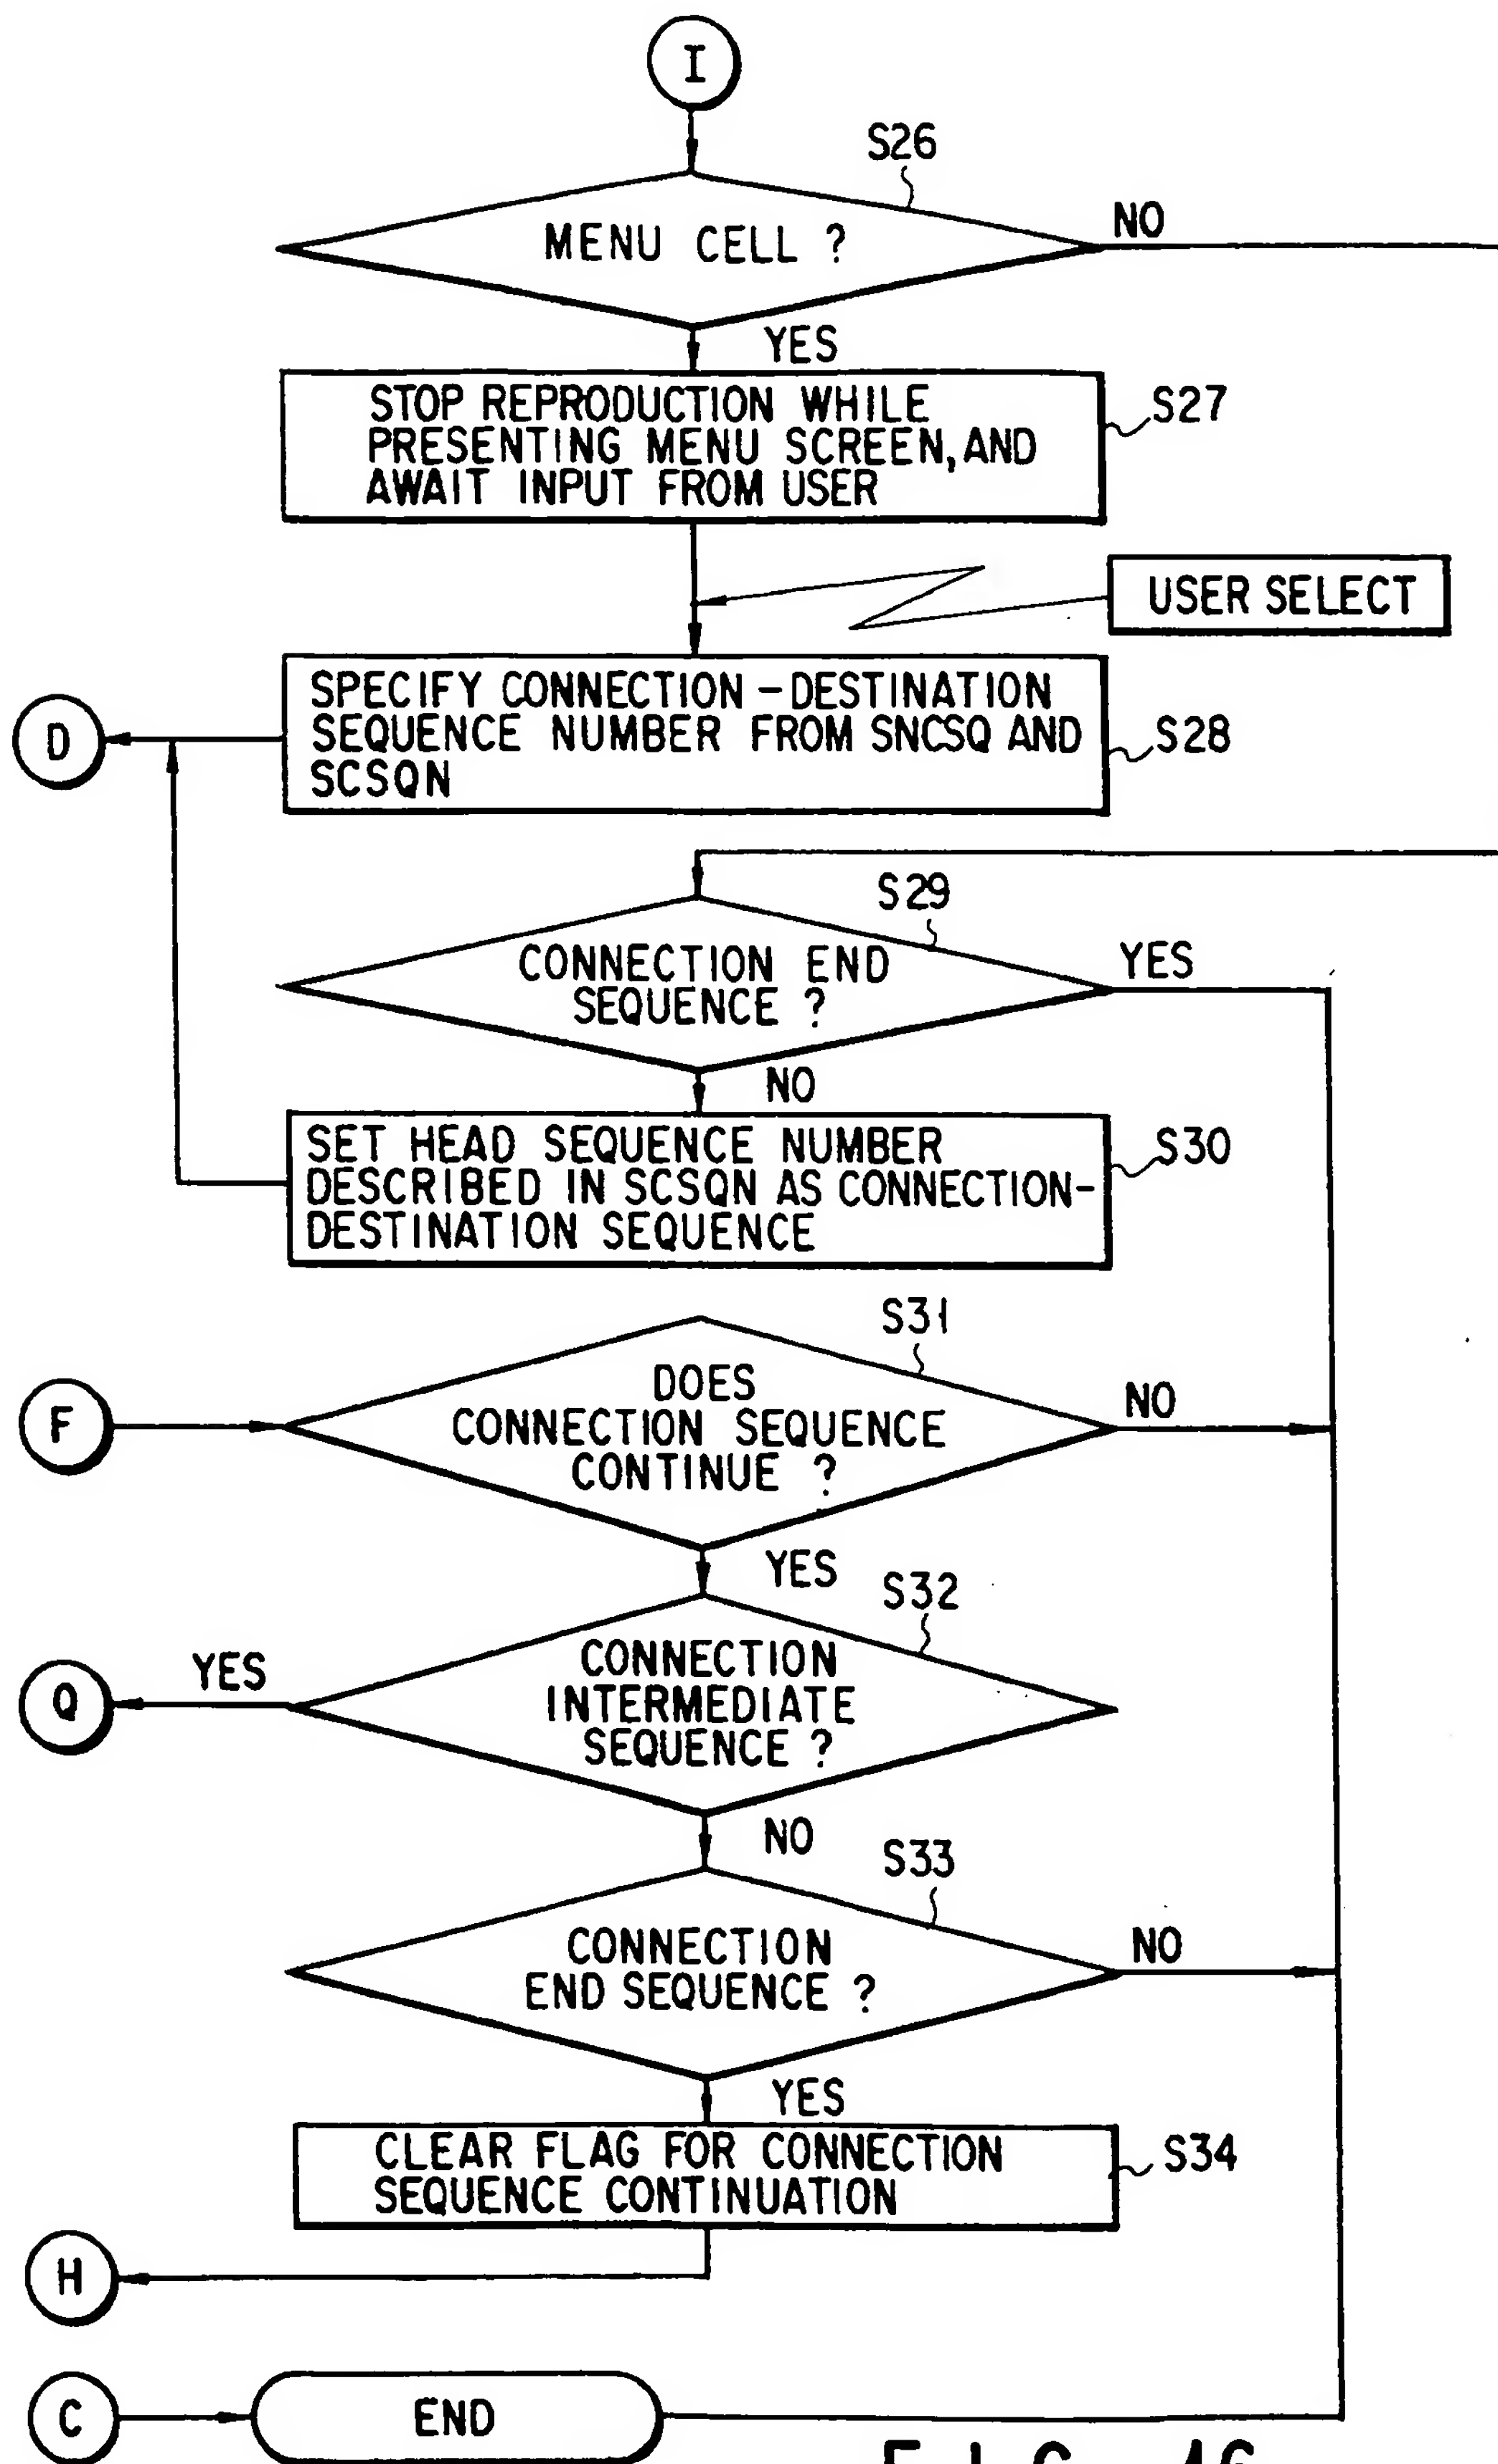 I
S26
MENU CELL ?
NO
YES
STOP REPRODUCTION WHILE
PRESENTING MENU SCREEN, AND
AWAIT INPUT FROM USER
S27
USER SELECT
SPECIFY CONNECTION-DESTINATION
SEQUENCE NUMBER FROM SNCSQ AND
SCSQN
S28
D
S29
CONNECTION END
SEQUENCE ?
YES
NO
SET HEAD SEQUENCE NUMBER
DESCRIBED IN SCSQN AS CONNECTION-
DESTINATION SEQUENCE
S30
S31
F
DOES
CONNECTION SEQUENCE
CONTINUE ?
NO
YES
S32
Q
YES
CONNECTION
INTERMEDIATE
SEQUENCE ?
NO
S33
CONNECTION
END SEQUENCE ?
NO
YES
CLEAR FLAG FOR CONNECTION
SEQUENCE CONTINUATION
S34
H
C
END
FIG. 16